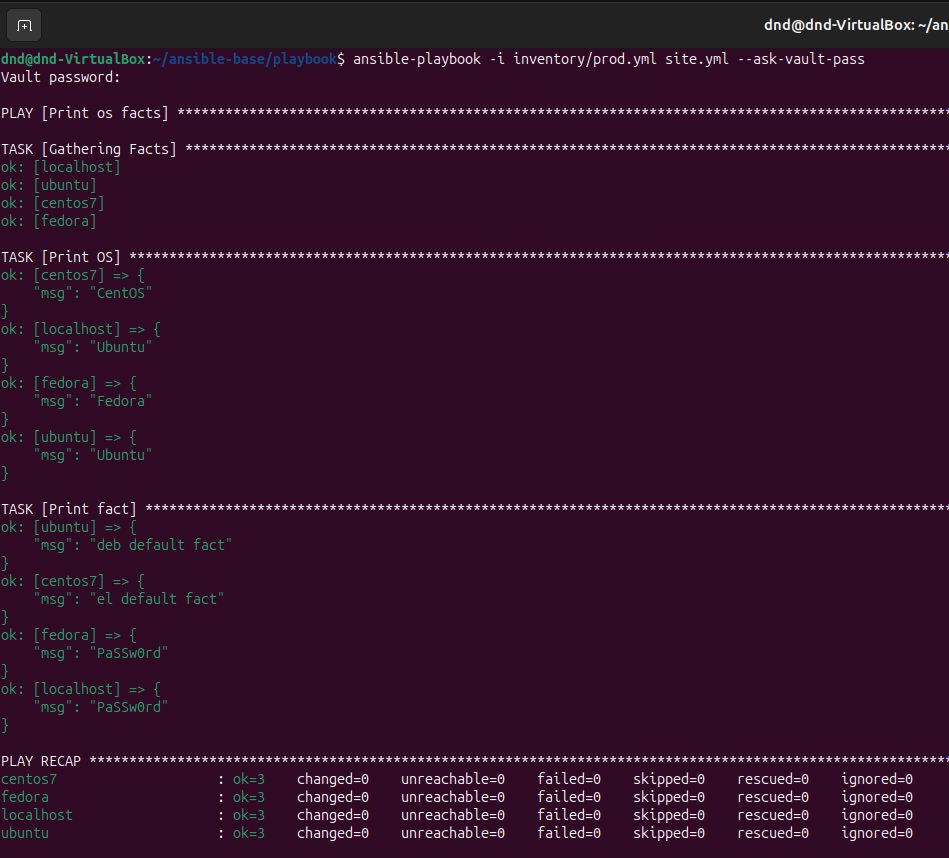 dnd@dnd-VirtualBox: ~/an
dnd@dnd-VirtualBox:~/ansible-base/playbook$ ansible-playbook -i inventory/prod.yml site.yml --ask-vault-pass
Vault password:
PLAY [Print os facts] *************************************************************************************************
TASK [Gathering Facts] ************************************************************************************************
ok: [localhost]
ok: [ubuntu]
ok: [centos7]
ok: [fedora]
TASK [Print OS] *******************************************************************************************************
ok: [centos7] => {
    "msg": "CentOS"
}
ok: [localhost] => {
    "msg": "Ubuntu"
}
ok: [fedora] => {
    "msg": "Fedora"
}
ok: [ubuntu] => {
    "msg": "Ubuntu"
}
TASK [Print fact] *****************************************************************************************************
ok: [ubuntu] => {
    "msg": "deb default fact"
}
ok: [centos7] => {
    "msg": "el default fact"
}
ok: [fedora] => {
    "msg": "PaSSw0rd"
}
ok: [localhost] => {
    "msg": "PaSSw0rd"
}
PLAY RECAP ************************************************************************************************************
centos7                    : ok=3    changed=0    unreachable=0    failed=0    skipped=0    rescued=0    ignored=0
fedora                     : ok=3    changed=0    unreachable=0    failed=0    skipped=0    rescued=0    ignored=0
localhost                  : ok=3    changed=0    unreachable=0    failed=0    skipped=0    rescued=0    ignored=0
ubuntu                     : ok=3    changed=0    unreachable=0    failed=0    skipped=0    rescued=0    ignored=0